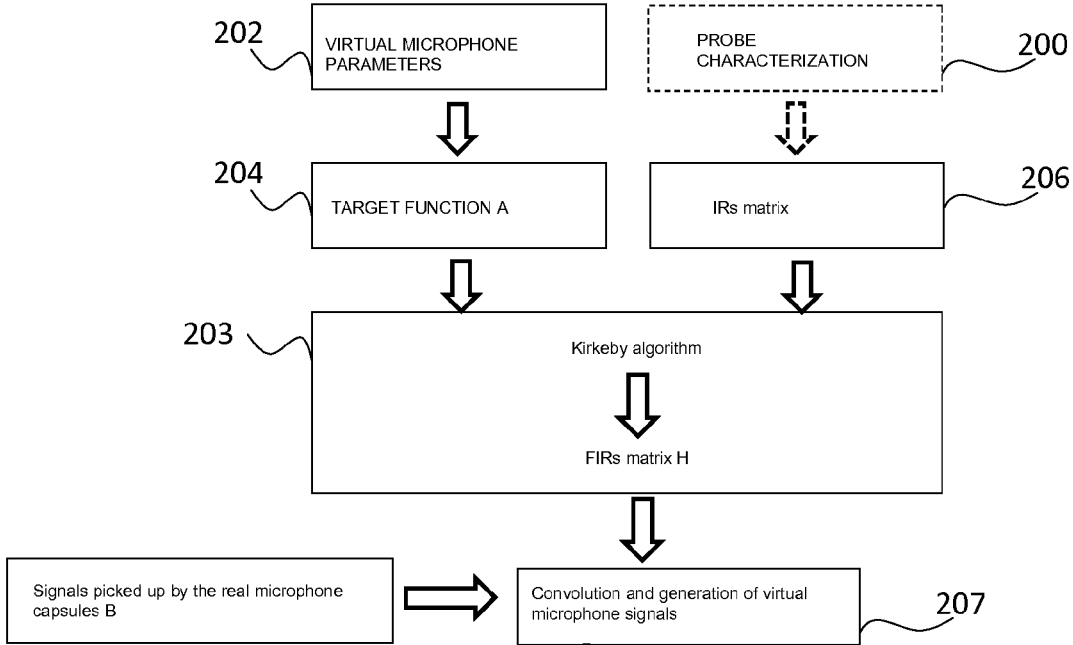 202
VIRTUAL MICROPHONE
PARAMETERS
PROBE
CHARACTERIZATION
200
204
TARGET FUNCTION A
IRs matrix
206
203
Kirkeby algorithm
FIRs matrix H
Signals picked up by the real microphone
capsules B
Convolution and generation of virtual
microphone signals
207